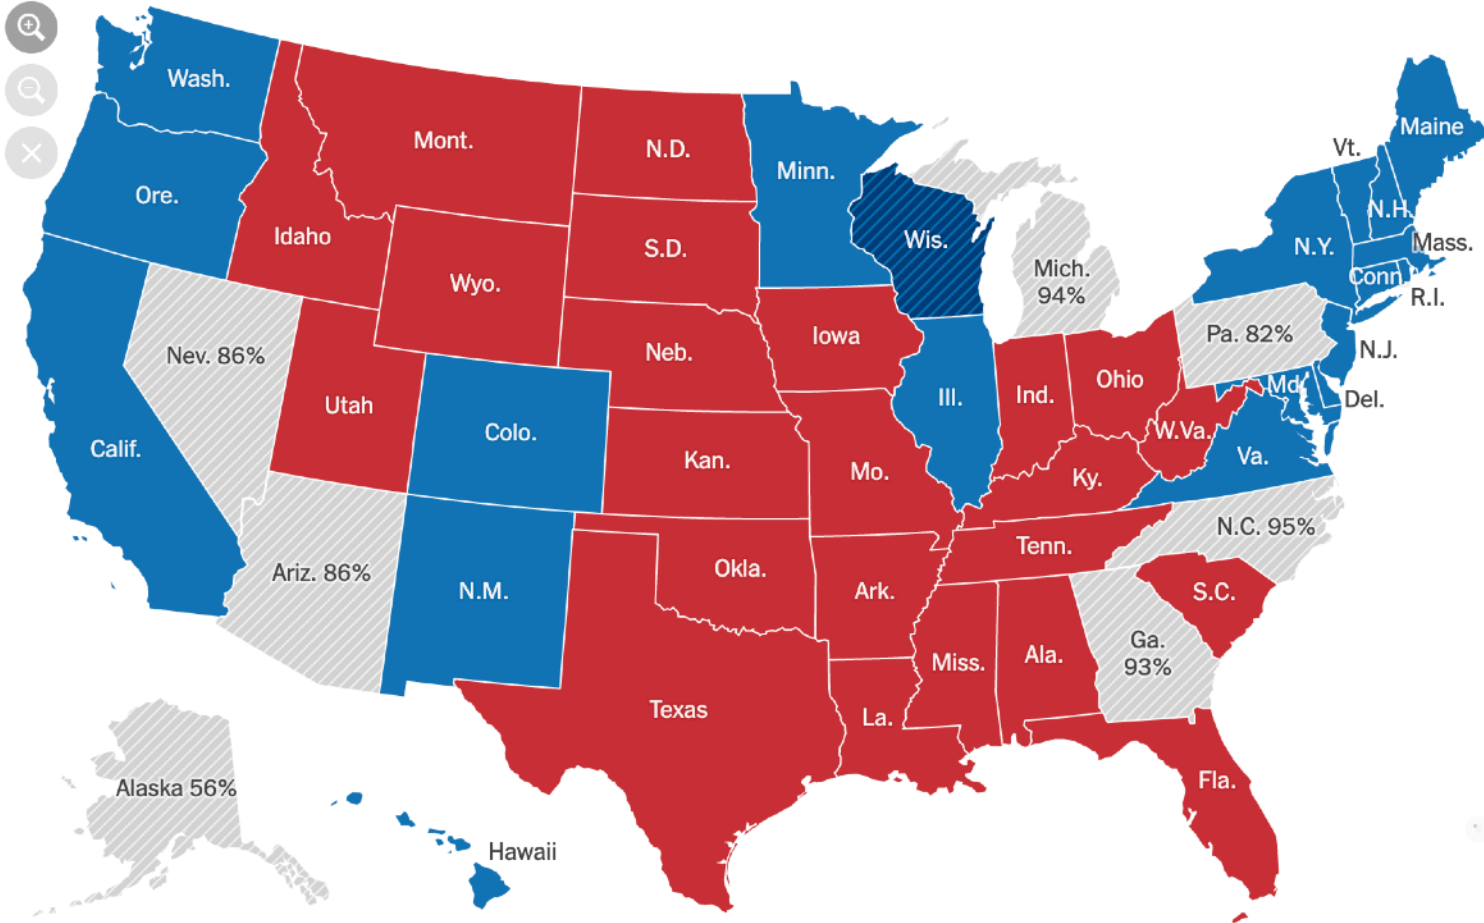 Wash.
Maine
Mont.
Vt.
N.D.
Minn.
Ore.
N.H.
Idaho
Wis.
N.Y.
Mass.
S.D.
Mich.
94%
Conn.
Wyo.
R.I.
Pa. 82%
Iowa
Nev. 86%
Neb.
N.J.
Ohio
Md.
Ind.
Ill.
Del.
Utah
Colo.
W.Va.
Calif.
Va.
Kan.
Mo.
Ky.
N.C. 95%
Tenn.
Okla.
Ariz. 86%
N.M.
Ark.
S.C.
Ga.
93%
Ala.
Miss.
Texas
La.
Fla.
Alaska 56%
Hawaii